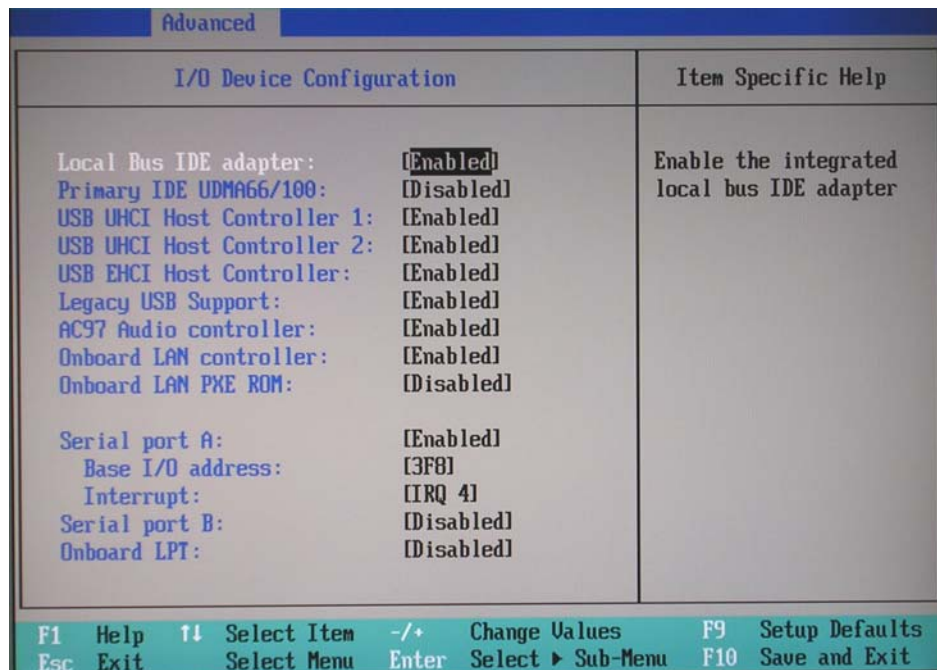 Advanced
I/O Device Configuration
Item Specific Help
Local Bus IDE adapter: [Enabled]
Primary IDE UDMA66/100: [Disabled]
USB UHCI Host Controller 1: [Enabled]
USB UHCI Host Controller 2: [Enabled]
USB EHCI Host Controller: [Enabled]
Legacy USB Support: [Enabled]
AC97 Audio controller: [Enabled]
Onboard LAN controller: [Enabled]
Onboard LAN PXE ROM: [Disabled]
Serial port A: [Enabled]
Base I/O address: [3F8]
Interrupt: [IRQ 4]
Serial port B: [Disabled]
Onboard LPT: [Disabled]
Enable the integrated
local bus IDE adapter
F1 Help ↑↓ Select Item -/+ Change Values F9 Setup Defaults
Esc Exit Select Menu Enter Select ▶ Sub-Menu F10 Save and Exit